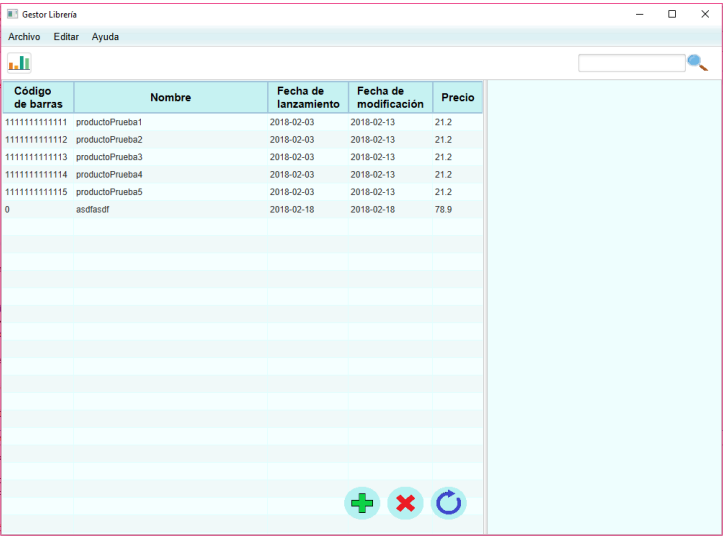 Gestor Librería
Archivo Editar Ayuda
Código de barras Nombre Fecha de lanzamiento Fecha de modificación Precio
1111111111111 productoPrueba1 2018-02-03 2018-02-13 21.2
1111111111112 productoPrueba2 2018-02-03 2018-02-13 21.2
1111111111113 productoPrueba3 2018-02-03 2018-02-13 21.2
1111111111114 productoPrueba4 2018-02-03 2018-02-13 21.2
1111111111115 productoPrueba5 2018-02-03 2018-02-13 21.2
0 asdfasdf 2018-02-18 2018-02-18 78.9